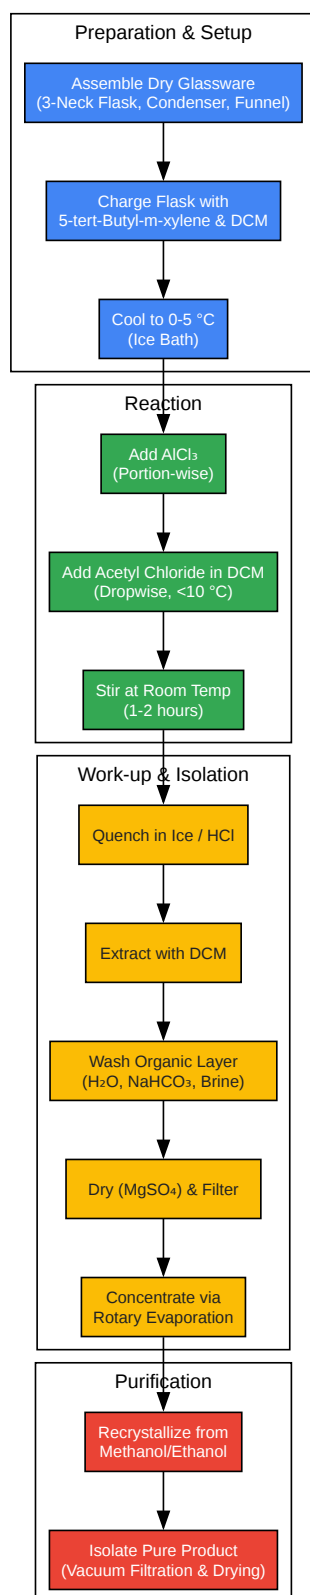 Preparation & Setup
Assemble Dry Glassware
(3-Neck Flask, Condenser, Funnel)
Charge Flask with
5-tert-Butyl-m-xylene & DCM
Cool to 0-5 °C
(Ice Bath)
Reaction
Add AlCl₃
(Portion-wise)
Add Acetyl Chloride in DCM
(Dropwise, <10 °C)
Stir at Room Temp
(1-2 hours)
Work-up & Isolation
Quench in Ice / HCl
Extract with DCM
Wash Organic Layer
(H₂O, NaHCO₃, Brine)
Dry (MgSO₄) & Filter
Concentrate via
Rotary Evaporation
Purification
Recrystallize from
Methanol/Ethanol
Isolate Pure Product
(Vacuum Filtration & Drying)